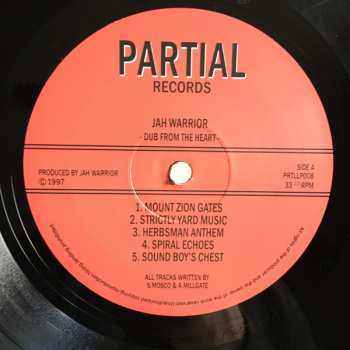 PARTIAL
RECORDS
JAH WARRIOR
- DUB FROM THE HEART -
SIDE A
PRTLLP008
33 RPM
PRODUCED BY JAH WARRIOR
© 1997
1. MOUNT ZION GATES
2. STRICTLY YARD MUSIC
3. HERBSMAN ANTHEM
4. SPIRAL ECHOES
5. SOUND BOY'S CHEST
ALL TRACKS WRITTEN BY
S.MOSCO & A.MILLGATE